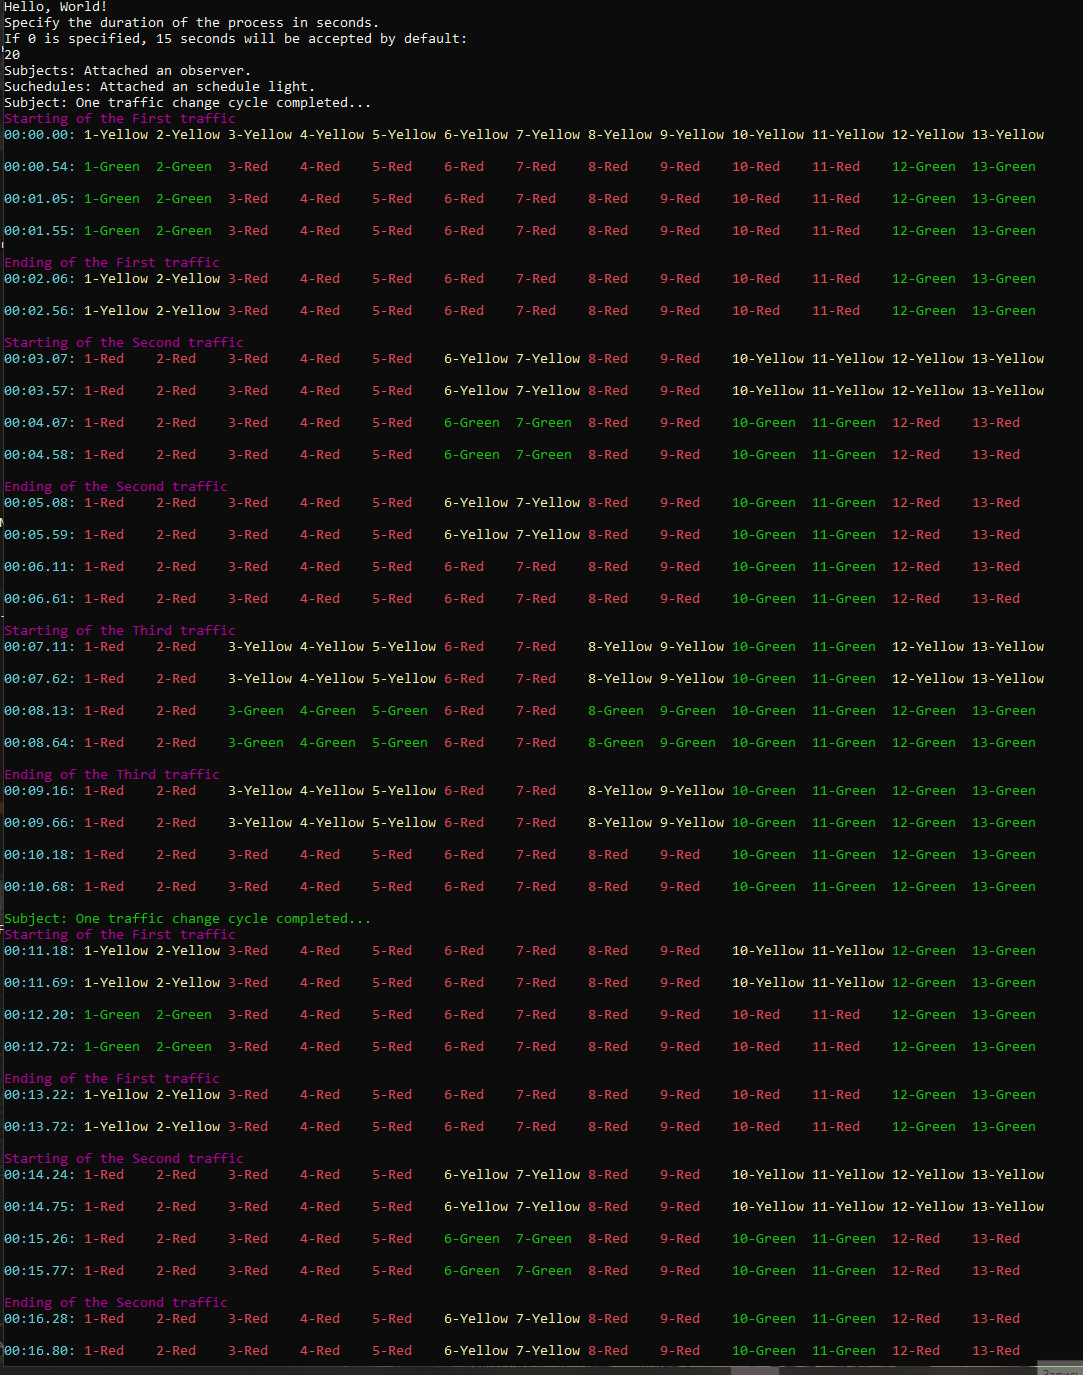 Hello, World!
Specify the duration of the process in seconds.
If 0 is specified, 15 seconds will be accepted by default:
20
Subjects: Attached an observer.
Suchedules: Attached an schedule light.
Subject: One traffic change cycle completed...
Starting of the First traffic
00:00.00: 1-Yellow 2-Yellow 3-Yellow 4-Yellow 5-Yellow 6-Yellow 7-Yellow 8-Yellow 9-Yellow 10-Yellow 11-Yellow 12-Yellow 13-Yellow
00:00.54: 1-Green 2-Green 3-Red 4-Red 5-Red 6-Red 7-Red 8-Red 9-Red 10-Red 11-Red 12-Green 13-Green
00:01.05: 1-Green 2-Green 3-Red 4-Red 5-Red 6-Red 7-Red 8-Red 9-Red 10-Red 11-Red 12-Green 13-Green
00:01.55: 1-Green 2-Green 3-Red 4-Red 5-Red 6-Red 7-Red 8-Red 9-Red 10-Red 11-Red 12-Green 13-Green
Ending of the First traffic
00:02.06: 1-Yellow 2-Yellow 3-Red 4-Red 5-Red 6-Red 7-Red 8-Red 9-Red 10-Red 11-Red 12-Green 13-Green
00:02.56: 1-Yellow 2-Yellow 3-Red 4-Red 5-Red 6-Red 7-Red 8-Red 9-Red 10-Red 11-Red 12-Green 13-Green
Starting of the Second traffic
00:03.07: 1-Red 2-Red 3-Red 4-Red 5-Red 6-Yellow 7-Yellow 8-Red 9-Red 10-Yellow 11-Yellow 12-Yellow 13-Yellow
00:03.57: 1-Red 2-Red 3-Red 4-Red 5-Red 6-Yellow 7-Yellow 8-Red 9-Red 10-Yellow 11-Yellow 12-Yellow 13-Yellow
00:04.07: 1-Red 2-Red 3-Red 4-Red 5-Red 6-Green 7-Green 8-Red 9-Red 10-Green 11-Green 12-Red 13-Red
00:04.58: 1-Red 2-Red 3-Red 4-Red 5-Red 6-Green 7-Green 8-Red 9-Red 10-Green 11-Green 12-Red 13-Red
Ending of the Second traffic
00:05.08: 1-Red 2-Red 3-Red 4-Red 5-Red 6-Yellow 7-Yellow 8-Red 9-Red 10-Green 11-Green 12-Red 13-Red
00:05.59: 1-Red 2-Red 3-Red 4-Red 5-Red 6-Yellow 7-Yellow 8-Red 9-Red 10-Green 11-Green 12-Red 13-Red
00:06.11: 1-Red 2-Red 3-Red 4-Red 5-Red 6-Red 7-Red 8-Red 9-Red 10-Green 11-Green 12-Red 13-Red
00:06.61: 1-Red 2-Red 3-Red 4-Red 5-Red 6-Red 7-Red 8-Red 9-Red 10-Green 11-Green 12-Red 13-Red
Starting of the Third traffic
00:07.11: 1-Red 2-Red 3-Yellow 4-Yellow 5-Yellow 6-Red 7-Red 8-Yellow 9-Yellow 10-Green 11-Green 12-Yellow 13-Yellow
00:07.62: 1-Red 2-Red 3-Yellow 4-Yellow 5-Yellow 6-Red 7-Red 8-Yellow 9-Yellow 10-Green 11-Green 12-Yellow 13-Yellow
00:08.13: 1-Red 2-Red 3-Green 4-Green 5-Green 6-Red 7-Red 8-Green 9-Green 10-Green 11-Green 12-Green 13-Green
00:08.64: 1-Red 2-Red 3-Green 4-Green 5-Green 6-Red 7-Red 8-Green 9-Green 10-Green 11-Green 12-Green 13-Green
Ending of the Third traffic
00:09.16: 1-Red 2-Red 3-Yellow 4-Yellow 5-Yellow 6-Red 7-Red 8-Yellow 9-Yellow 10-Green 11-Green 12-Green 13-Green
00:09.66: 1-Red 2-Red 3-Yellow 4-Yellow 5-Yellow 6-Red 7-Red 8-Yellow 9-Yellow 10-Green 11-Green 12-Green 13-Green
00:10.18: 1-Red 2-Red 3-Red 4-Red 5-Red 6-Red 7-Red 8-Red 9-Red 10-Green 11-Green 12-Green 13-Green
00:10.68: 1-Red 2-Red 3-Red 4-Red 5-Red 6-Red 7-Red 8-Red 9-Red 10-Green 11-Green 12-Green 13-Green
Subject: One traffic change cycle completed...
Starting of the First traffic
00:11.18: 1-Yellow 2-Yellow 3-Red 4-Red 5-Red 6-Red 7-Red 8-Red 9-Red 10-Yellow 11-Yellow 12-Green 13-Green
00:11.69: 1-Yellow 2-Yellow 3-Red 4-Red 5-Red 6-Red 7-Red 8-Red 9-Red 10-Yellow 11-Yellow 12-Green 13-Green
00:12.20: 1-Green 2-Green 3-Red 4-Red 5-Red 6-Red 7-Red 8-Red 9-Red 10-Red 11-Red 12-Green 13-Green
00:12.72: 1-Green 2-Green 3-Red 4-Red 5-Red 6-Red 7-Red 8-Red 9-Red 10-Red 11-Red 12-Green 13-Green
Ending of the First traffic
00:13.22: 1-Yellow 2-Yellow 3-Red 4-Red 5-Red 6-Red 7-Red 8-Red 9-Red 10-Red 11-Red 12-Green 13-Green
00:13.72: 1-Yellow 2-Yellow 3-Red 4-Red 5-Red 6-Red 7-Red 8-Red 9-Red 10-Red 11-Red 12-Green 13-Green
Starting of the Second traffic
00:14.24: 1-Red 2-Red 3-Red 4-Red 5-Red 6-Yellow 7-Yellow 8-Red 9-Red 10-Yellow 11-Yellow 12-Yellow 13-Yellow
00:14.75: 1-Red 2-Red 3-Red 4-Red 5-Red 6-Yellow 7-Yellow 8-Red 9-Red 10-Yellow 11-Yellow 12-Yellow 13-Yellow
00:15.26: 1-Red 2-Red 3-Red 4-Red 5-Red 6-Green 7-Green 8-Red 9-Red 10-Green 11-Green 12-Red 13-Red
00:15.77: 1-Red 2-Red 3-Red 4-Red 5-Red 6-Green 7-Green 8-Red 9-Red 10-Green 11-Green 12-Red 13-Red
Ending of the Second traffic
00:16.28: 1-Red 2-Red 3-Red 4-Red 5-Red 6-Yellow 7-Yellow 8-Red 9-Red 10-Green 11-Green 12-Red 13-Red
00:16.80: 1-Red 2-Red 3-Red 4-Red 5-Red 6-Yellow 7-Yellow 8-Red 9-Red 10-Green 11-Green 12-Red 13-Red